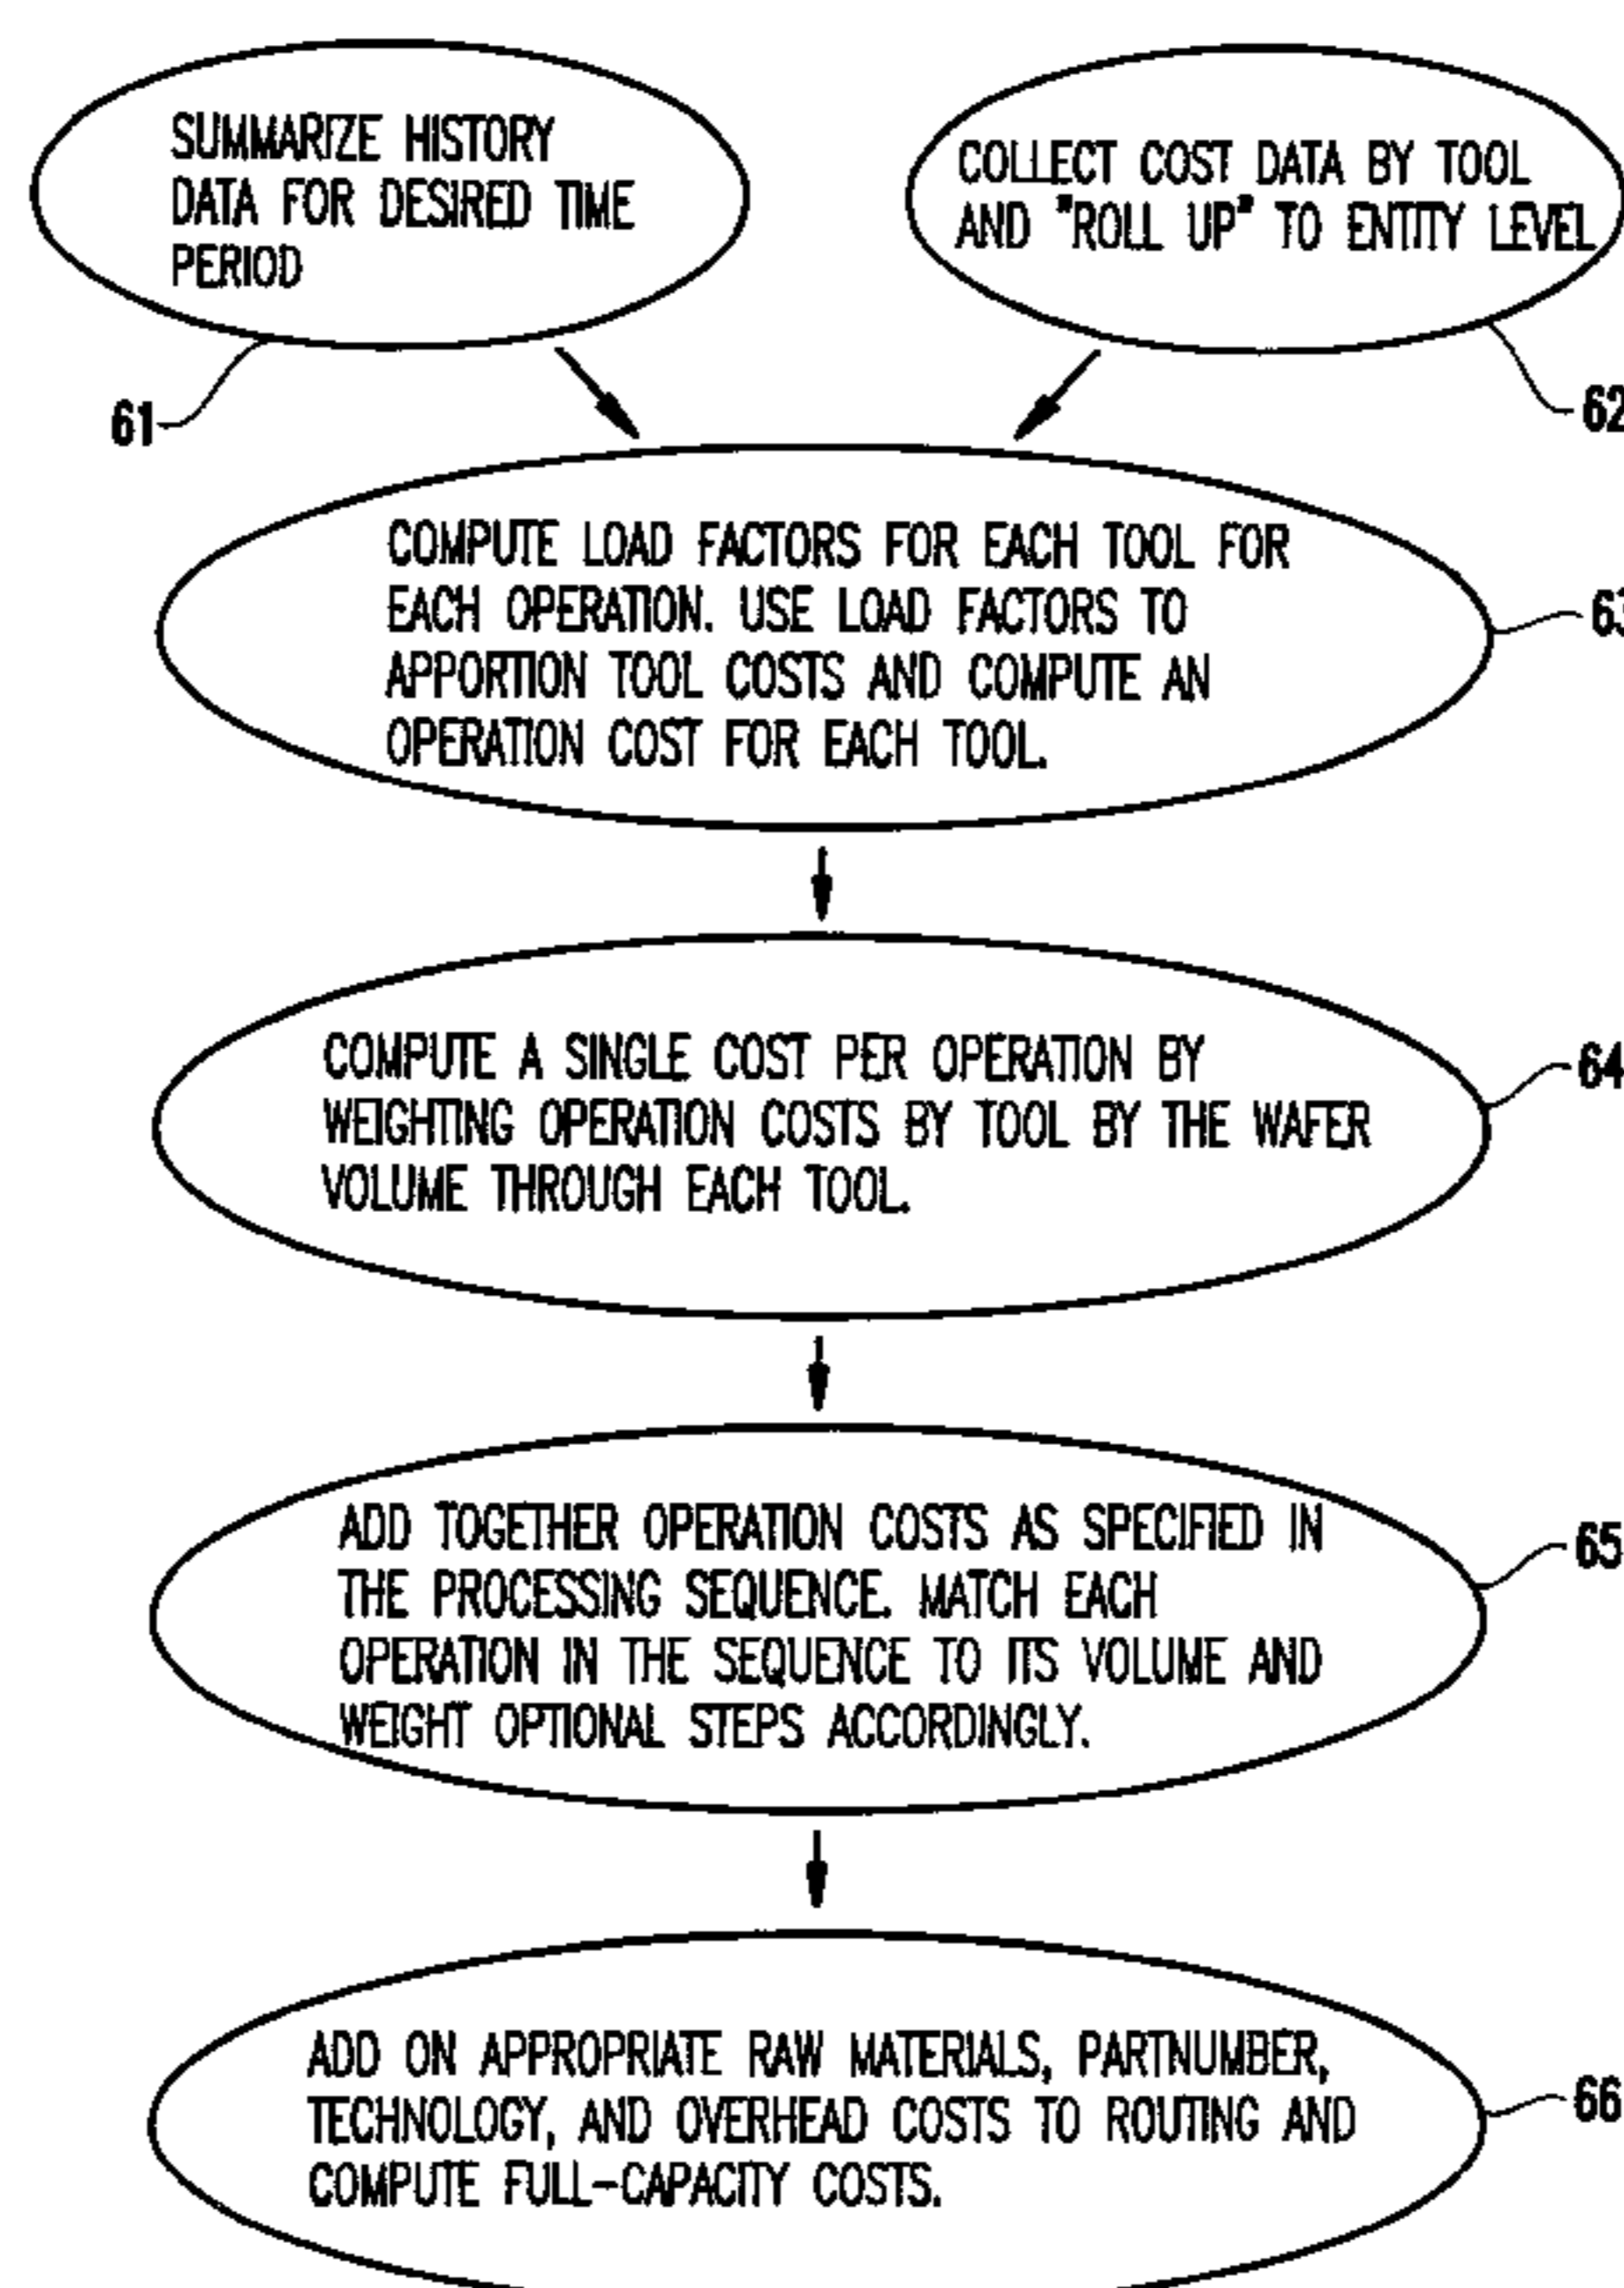 SUMMARIZE HISTORY
DATA FOR DESIRED TIME
PERIOD
COLLECT COST DATA BY TOOL
AND "ROLL UP" TO ENTITY LEVEL
61
62
COMPUTE LOAD FACTORS FOR EACH TOOL FOR
EACH OPERATION. USE LOAD FACTORS TO
APPORTION TOOL COSTS AND COMPUTE AN
OPERATION COST FOR EACH TOOL.
63
COMPUTE A SINGLE COST PER OPERATION BY
WEIGHTING OPERATION COSTS BY TOOL BY THE WAFER
VOLUME THROUGH EACH TOOL.
64
ADD TOGETHER OPERATION COSTS AS SPECIFIED IN
THE PROCESSING SEQUENCE. MATCH EACH
OPERATION IN THE SEQUENCE TO ITS VOLUME AND
WEIGHT OPTIONAL STEPS ACCORDINGLY.
65
ADD ON APPROPRIATE RAW MATERIALS, PARTNUMBER,
TECHNOLOGY, AND OVERHEAD COSTS TO ROUTING AND
COMPUTE FULL-CAPACITY COSTS.
66